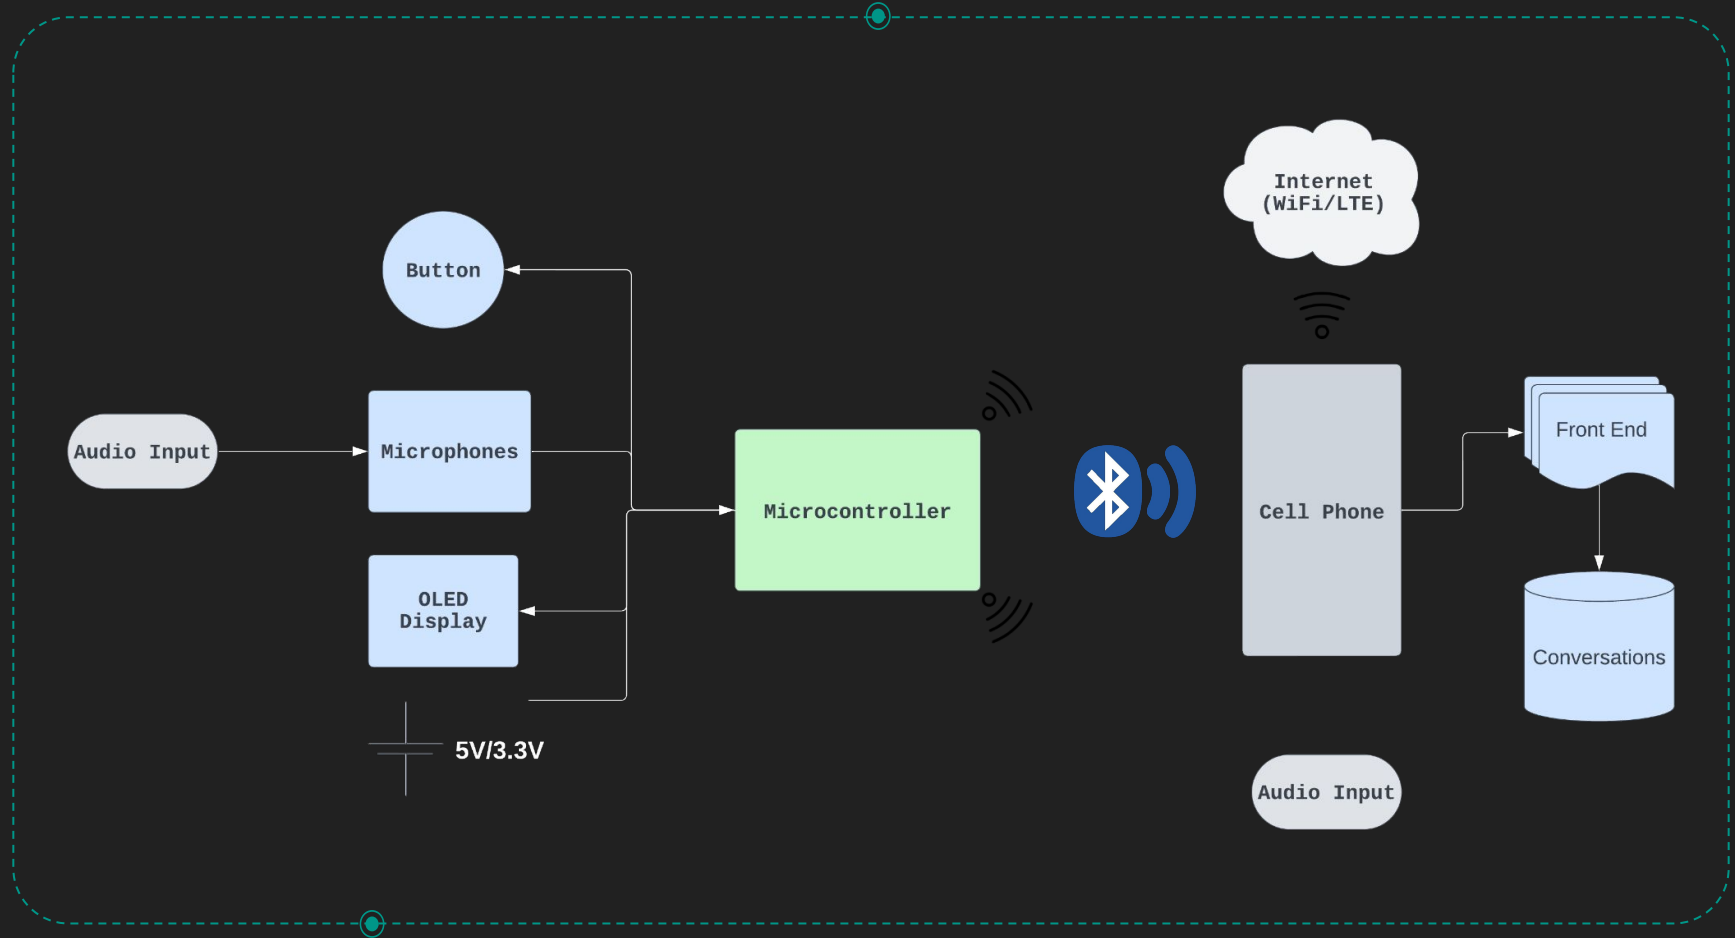 Internet
(WiFi/LTE)
Button
Audio Input
Microphones
Microcontroller
Cell Phone
Front End
OLED
Display
Conversations
5V/3.3V
Audio Input